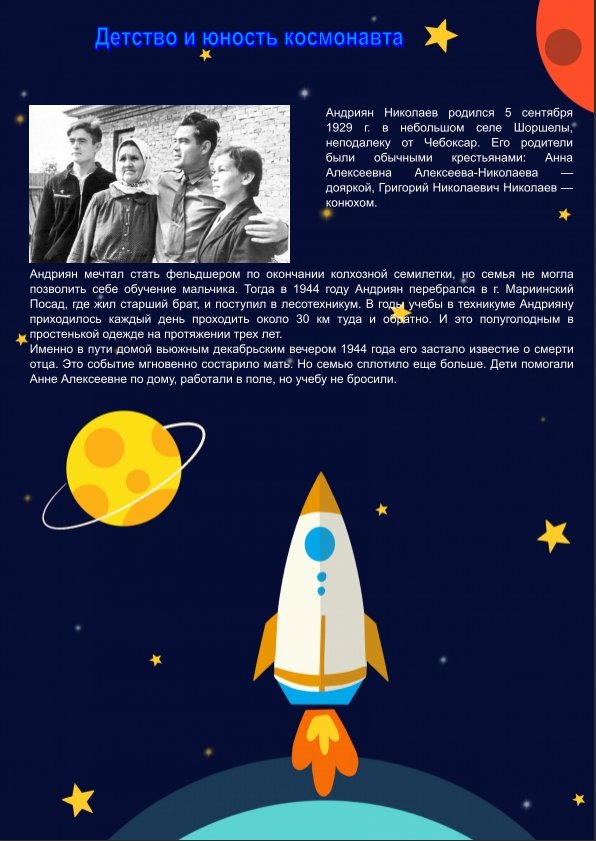 Детство и юность космонавта
Андриян Николаев родился 5 сентября
1929 г. в небольшом селе Шоршелы,
неподалеку от Чебоксар. Его родители
были обычными крестьянами: Анна
Алексеевна Алексеева-Николаева —
дояркой, Григорий Николаевич Николаев —
конюхом.
Андриян мечтал стать фельдшером по окончании колхозной семилетки, но семья не могла
позволить себе обучение мальчика. Тогда в 1944 году Андриян перебрался в г. Мариинский
Посад, где жил старший брат, и поступил в лесотехникум. В годы учебы в техникуме Андрияну
приходилось каждый день проходить около 30 км туда и обратно. И это полуголодным в
простенькой одежде на протяжении трех лет.
Именно в пути домой вьюжным декабрьским вечером 1944 года его застало известие о смерти
отца. Это событие мгновенно состарило мать. Но семью сплотило еще больше. Дети помогали
Анне Алексеевне по дому, работали в поле, но учебу не бросили.